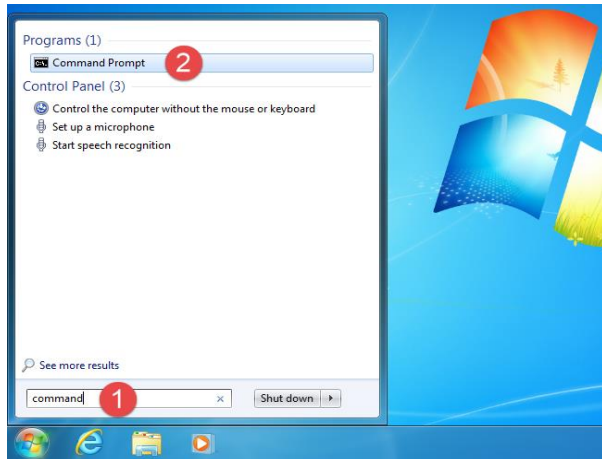 Programs (1)
Command Prompt 2
Control Panel (3)
Control the computer without the mouse or keyboard
Set up a microphone
Start speech recognition
See more results
command 1 × Shut down